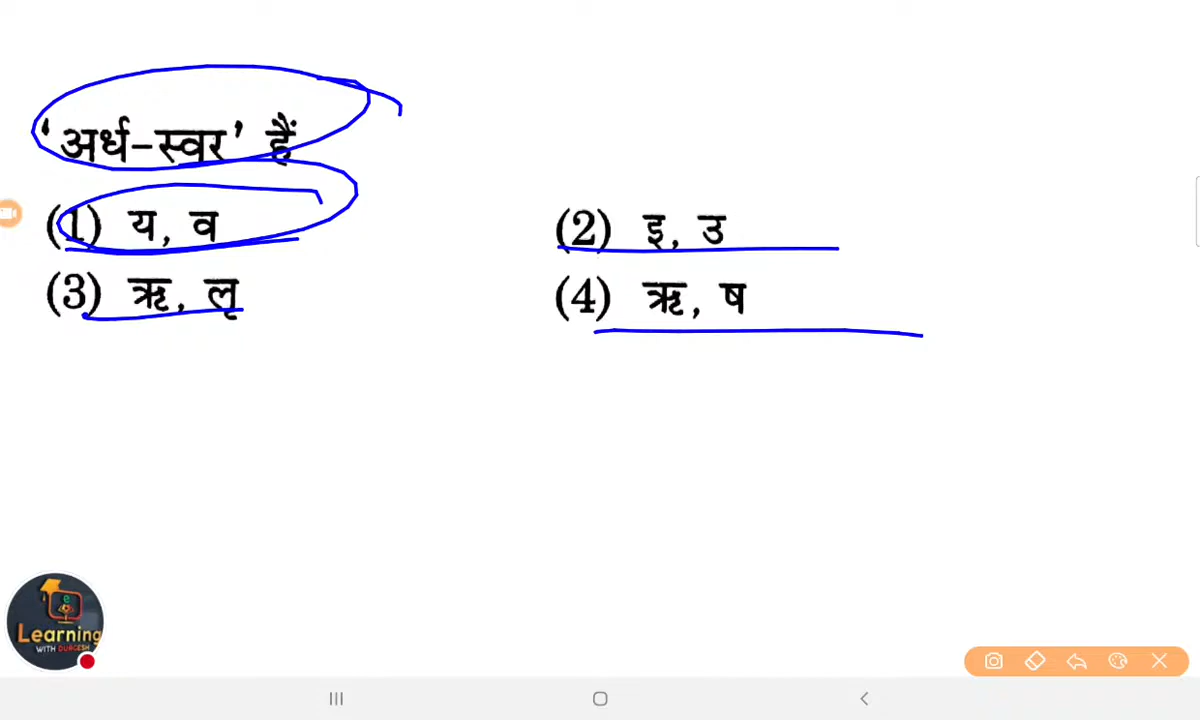 'अर्ध-स्वर' हैं
(1) य, व (2) इ, उ
(3) ऋ, लृ (4) ऋ, ष
e
Learning
WITH DURGESH